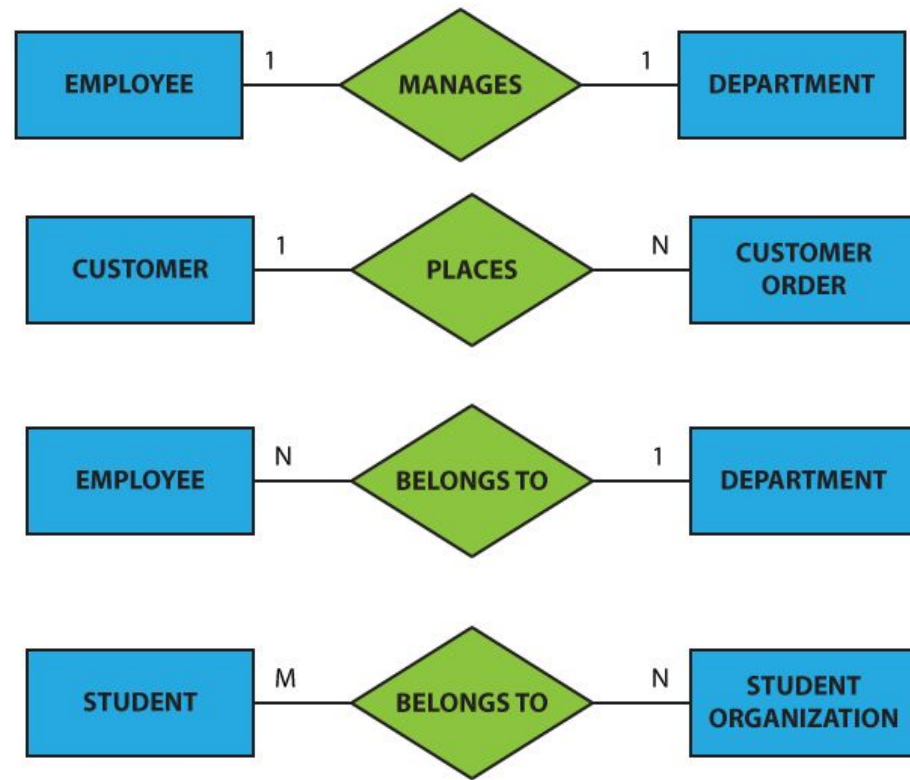 EMPLOYEE 1 MANAGES 1 DEPARTMENT
CUSTOMER 1 PLACES N CUSTOMER
ORDER
EMPLOYEE N BELONGS TO 1 DEPARTMENT
STUDENT M BELONGS TO N STUDENT
ORGANIZATION